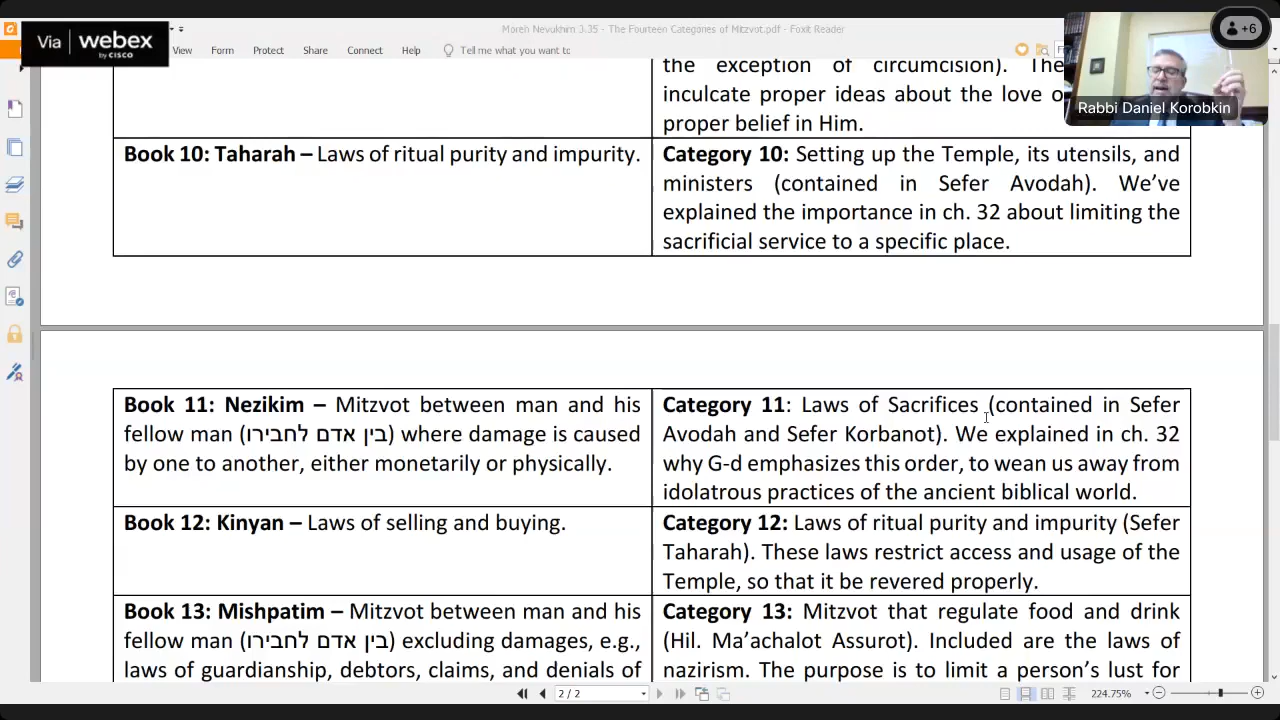 Moreh Nevukhim 3.35 - The Fourteen Categories of Mitzvot.pdf - Foxit Reader
Via webex
by CISCO
View Form Protect Share Connect Help Tell me what you want to
+6
Rabbi Daniel Korobkin
the exception of circumcision). The
inculcate proper ideas about the love o
proper belief in Him.
Book 10: Taharah – Laws of ritual purity and impurity.
Category 10: Setting up the Temple, its utensils, and
ministers (contained in Sefer Avodah). We’ve
explained the importance in ch. 32 about limiting the
sacrificial service to a specific place.
Book 11: Nezikim – Mitzvot between man and his
fellow man (בין אדם לחבירו) where damage is caused
by one to another, either monetarily or physically.
Category 11: Laws of Sacrifices (contained in Sefer
Avodah and Sefer Korbanot). We explained in ch. 32
why G-d emphasizes this order, to wean us away from
idolatrous practices of the ancient biblical world.
Book 12: Kinyan – Laws of selling and buying.
Category 12: Laws of ritual purity and impurity (Sefer
Taharah). These laws restrict access and usage of the
Temple, so that it be revered properly.
Book 13: Mishpatim – Mitzvot between man and his
fellow man (בין אדם לחבירו) excluding damages, e.g.,
laws of guardianship, debtors, claims, and denials of
Category 13: Mitzvot that regulate food and drink
(Hil. Ma’achalot Assurot). Included are the laws of
nazirism. The purpose is to limit a person’s lust for
2 / 2
224.75%